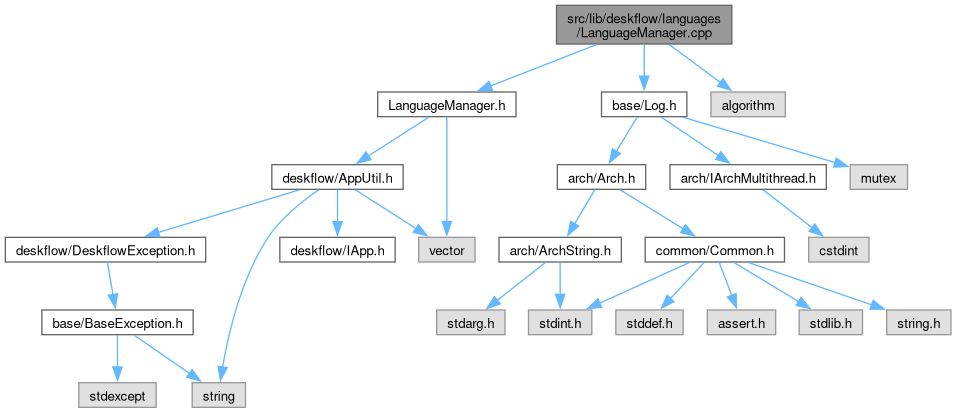 src/lib/deskflow/languages
/LanguageManager.cpp
LanguageManager.h
base/Log.h
algorithm
deskflow/AppUtil.h
arch/Arch.h
arch/IArchMultithread.h
mutex
deskflow/DeskflowException.h
deskflow/IApp.h
vector
arch/ArchString.h
common/Common.h
cstdint
base/BaseException.h
stdarg.h
stdint.h
stddef.h
assert.h
stdlib.h
string.h
stdexcept
string